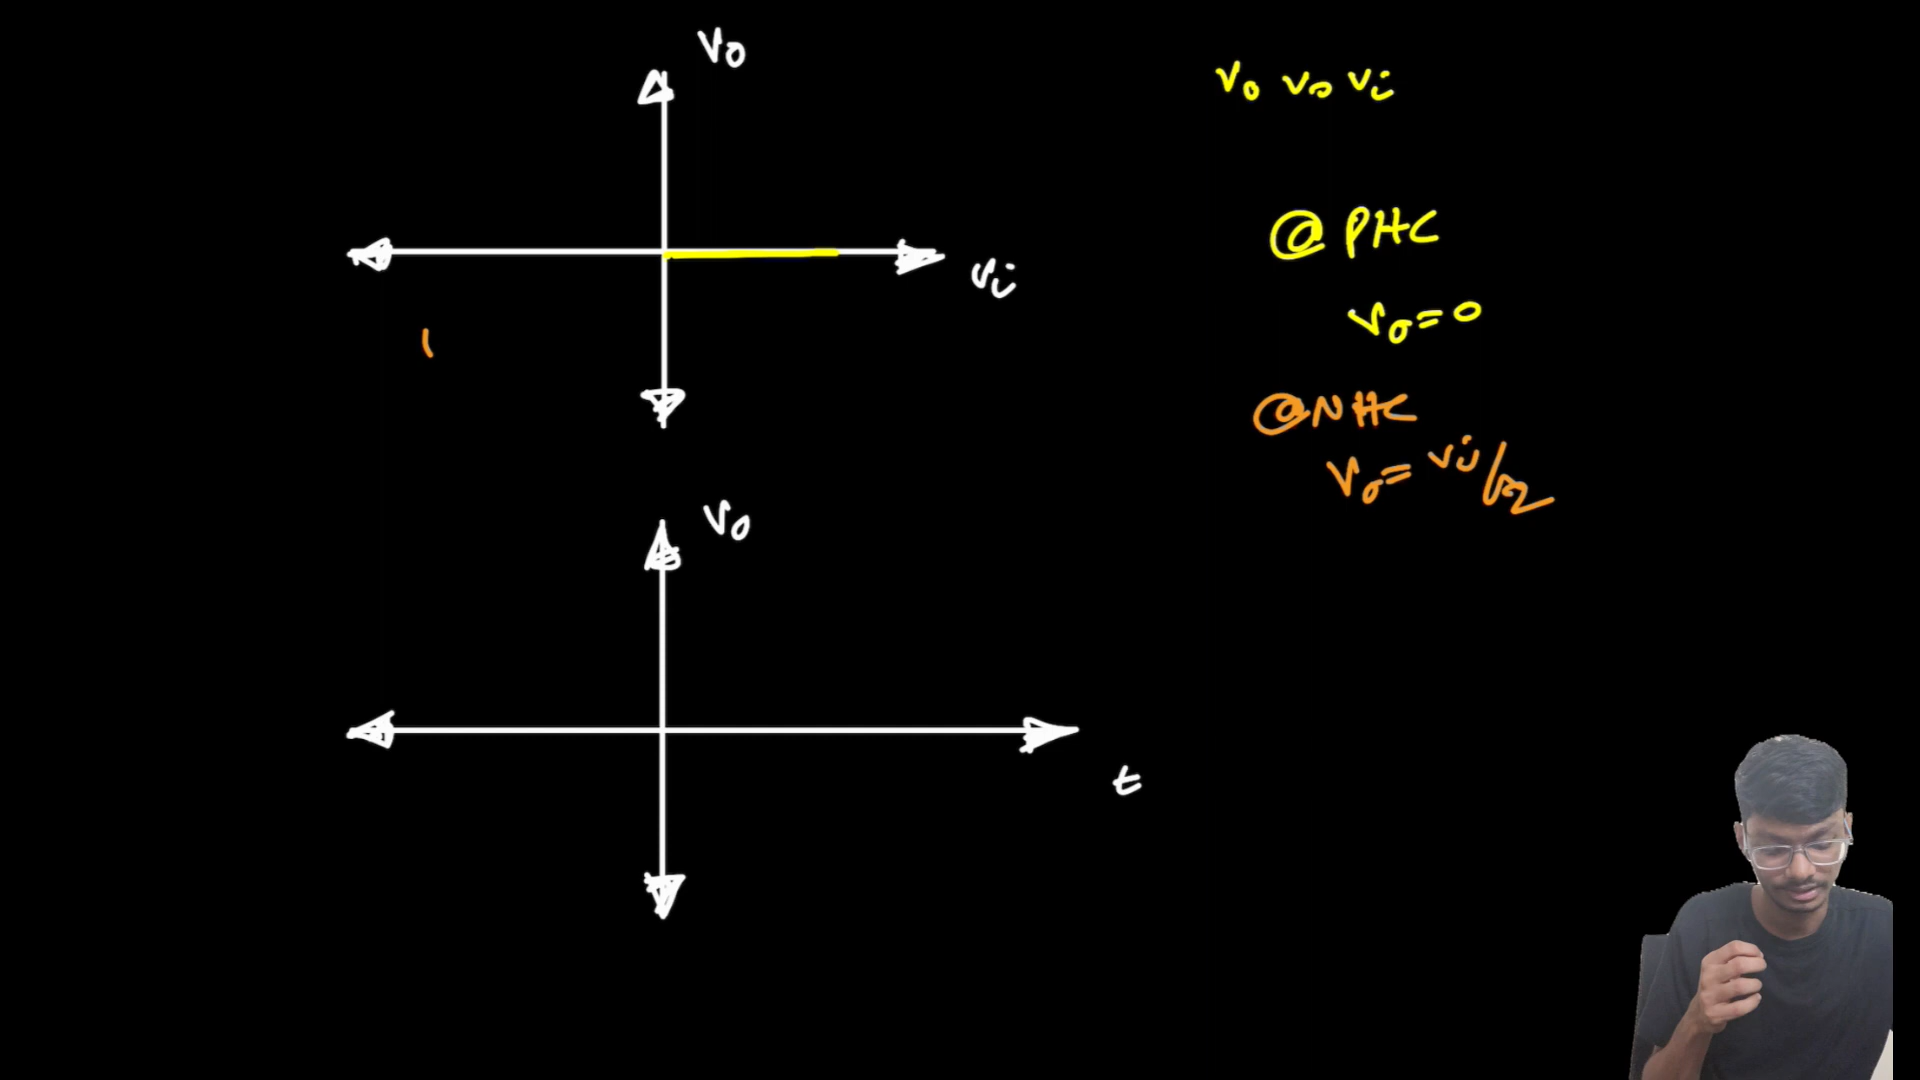 Vo
Vo vs Vi
@ PHC
Vi
Vo = 0
@ NHC
Vo = Vi/2
Vo
t